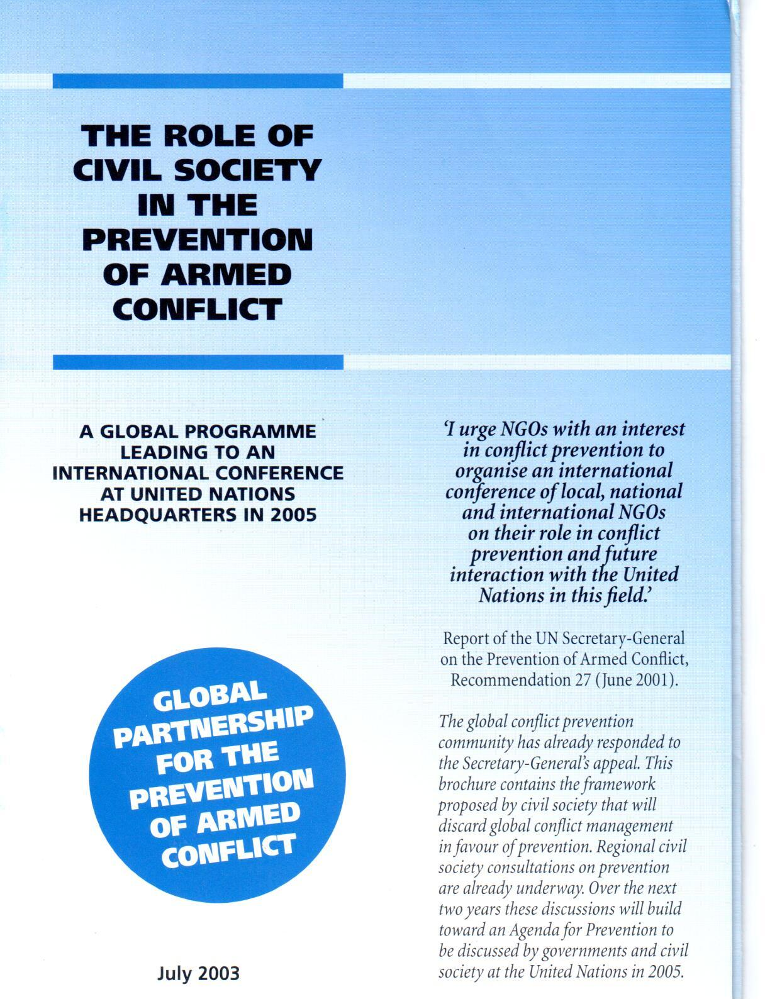 THE ROLE OF
CIVIL SOCIETY
IN THE
PREVENTION
OF ARMED
CONFLICT
A GLOBAL PROGRAMME
LEADING TO AN
INTERNATIONAL CONFERENCE
AT UNITED NATIONS
HEADQUARTERS IN 2005
GLOBAL
PARTNERSHIP
FOR THE
PREVENTION
OF ARMED
CONFLICT
July 2003
‘I urge NGOs with an interest
in conflict prevention to
organise an international
conference of local, national
and international NGOs
on their role in conflict
prevention and future
interaction with the United
Nations in this field.’
Report of the UN Secretary-General
on the Prevention of Armed Conflict,
Recommendation 27 (June 2001).
The global conflict prevention
community has already responded to
the Secretary-General’s appeal. This
brochure contains the framework
proposed by civil society that will
discard global conflict management
in favour of prevention. Regional civil
society consultations on prevention
are already underway. Over the next
two years these discussions will build
toward an Agenda for Prevention to
be discussed by governments and civil
society at the United Nations in 2005.